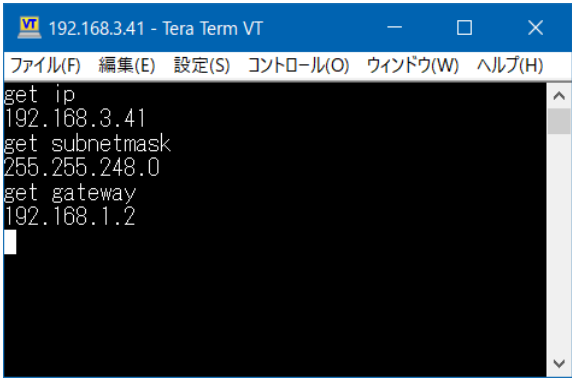 192.168.3.41 - Tera Term VT
ファイル(F) 編集(E) 設定(S) コントロール(O) ウィンドウ(W) ヘルプ(H)
get ip
192.168.3.41
get subnetmask
255.255.248.0
get gateway
192.168.1.2